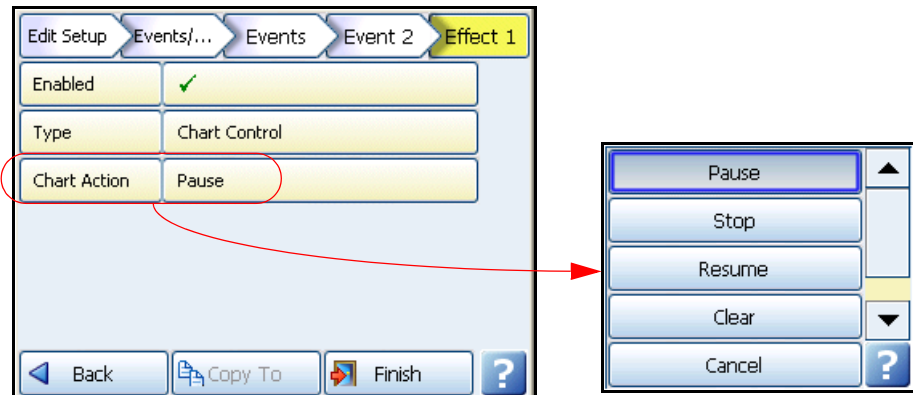 Edit Setup Events/... Events Event 2 Effect 1
Enabled ✓
Type Chart Control
Chart Action Pause
Back Copy To Finish ?
Pause
Stop
Resume
Clear
Cancel ?